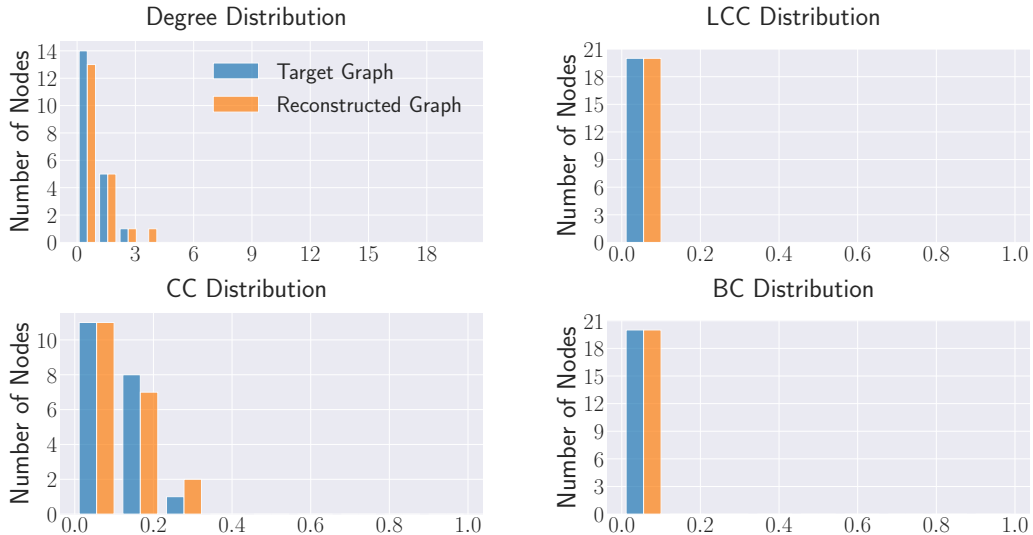 Degree Distribution
Number of Nodes
14
12
10
8
6
4
2
0
0 3 6 9 12 15 18
Target Graph
Reconstructed Graph
LCC Distribution
Number of Nodes
21
18
15
12
9
6
3
0
0.0 0.2 0.4 0.6 0.8 1.0
CC Distribution
Number of Nodes
10
8
6
4
2
0
0.0 0.2 0.4 0.6 0.8 1.0
BC Distribution
Number of Nodes
21
18
15
12
9
6
3
0
0.0 0.2 0.4 0.6 0.8 1.0